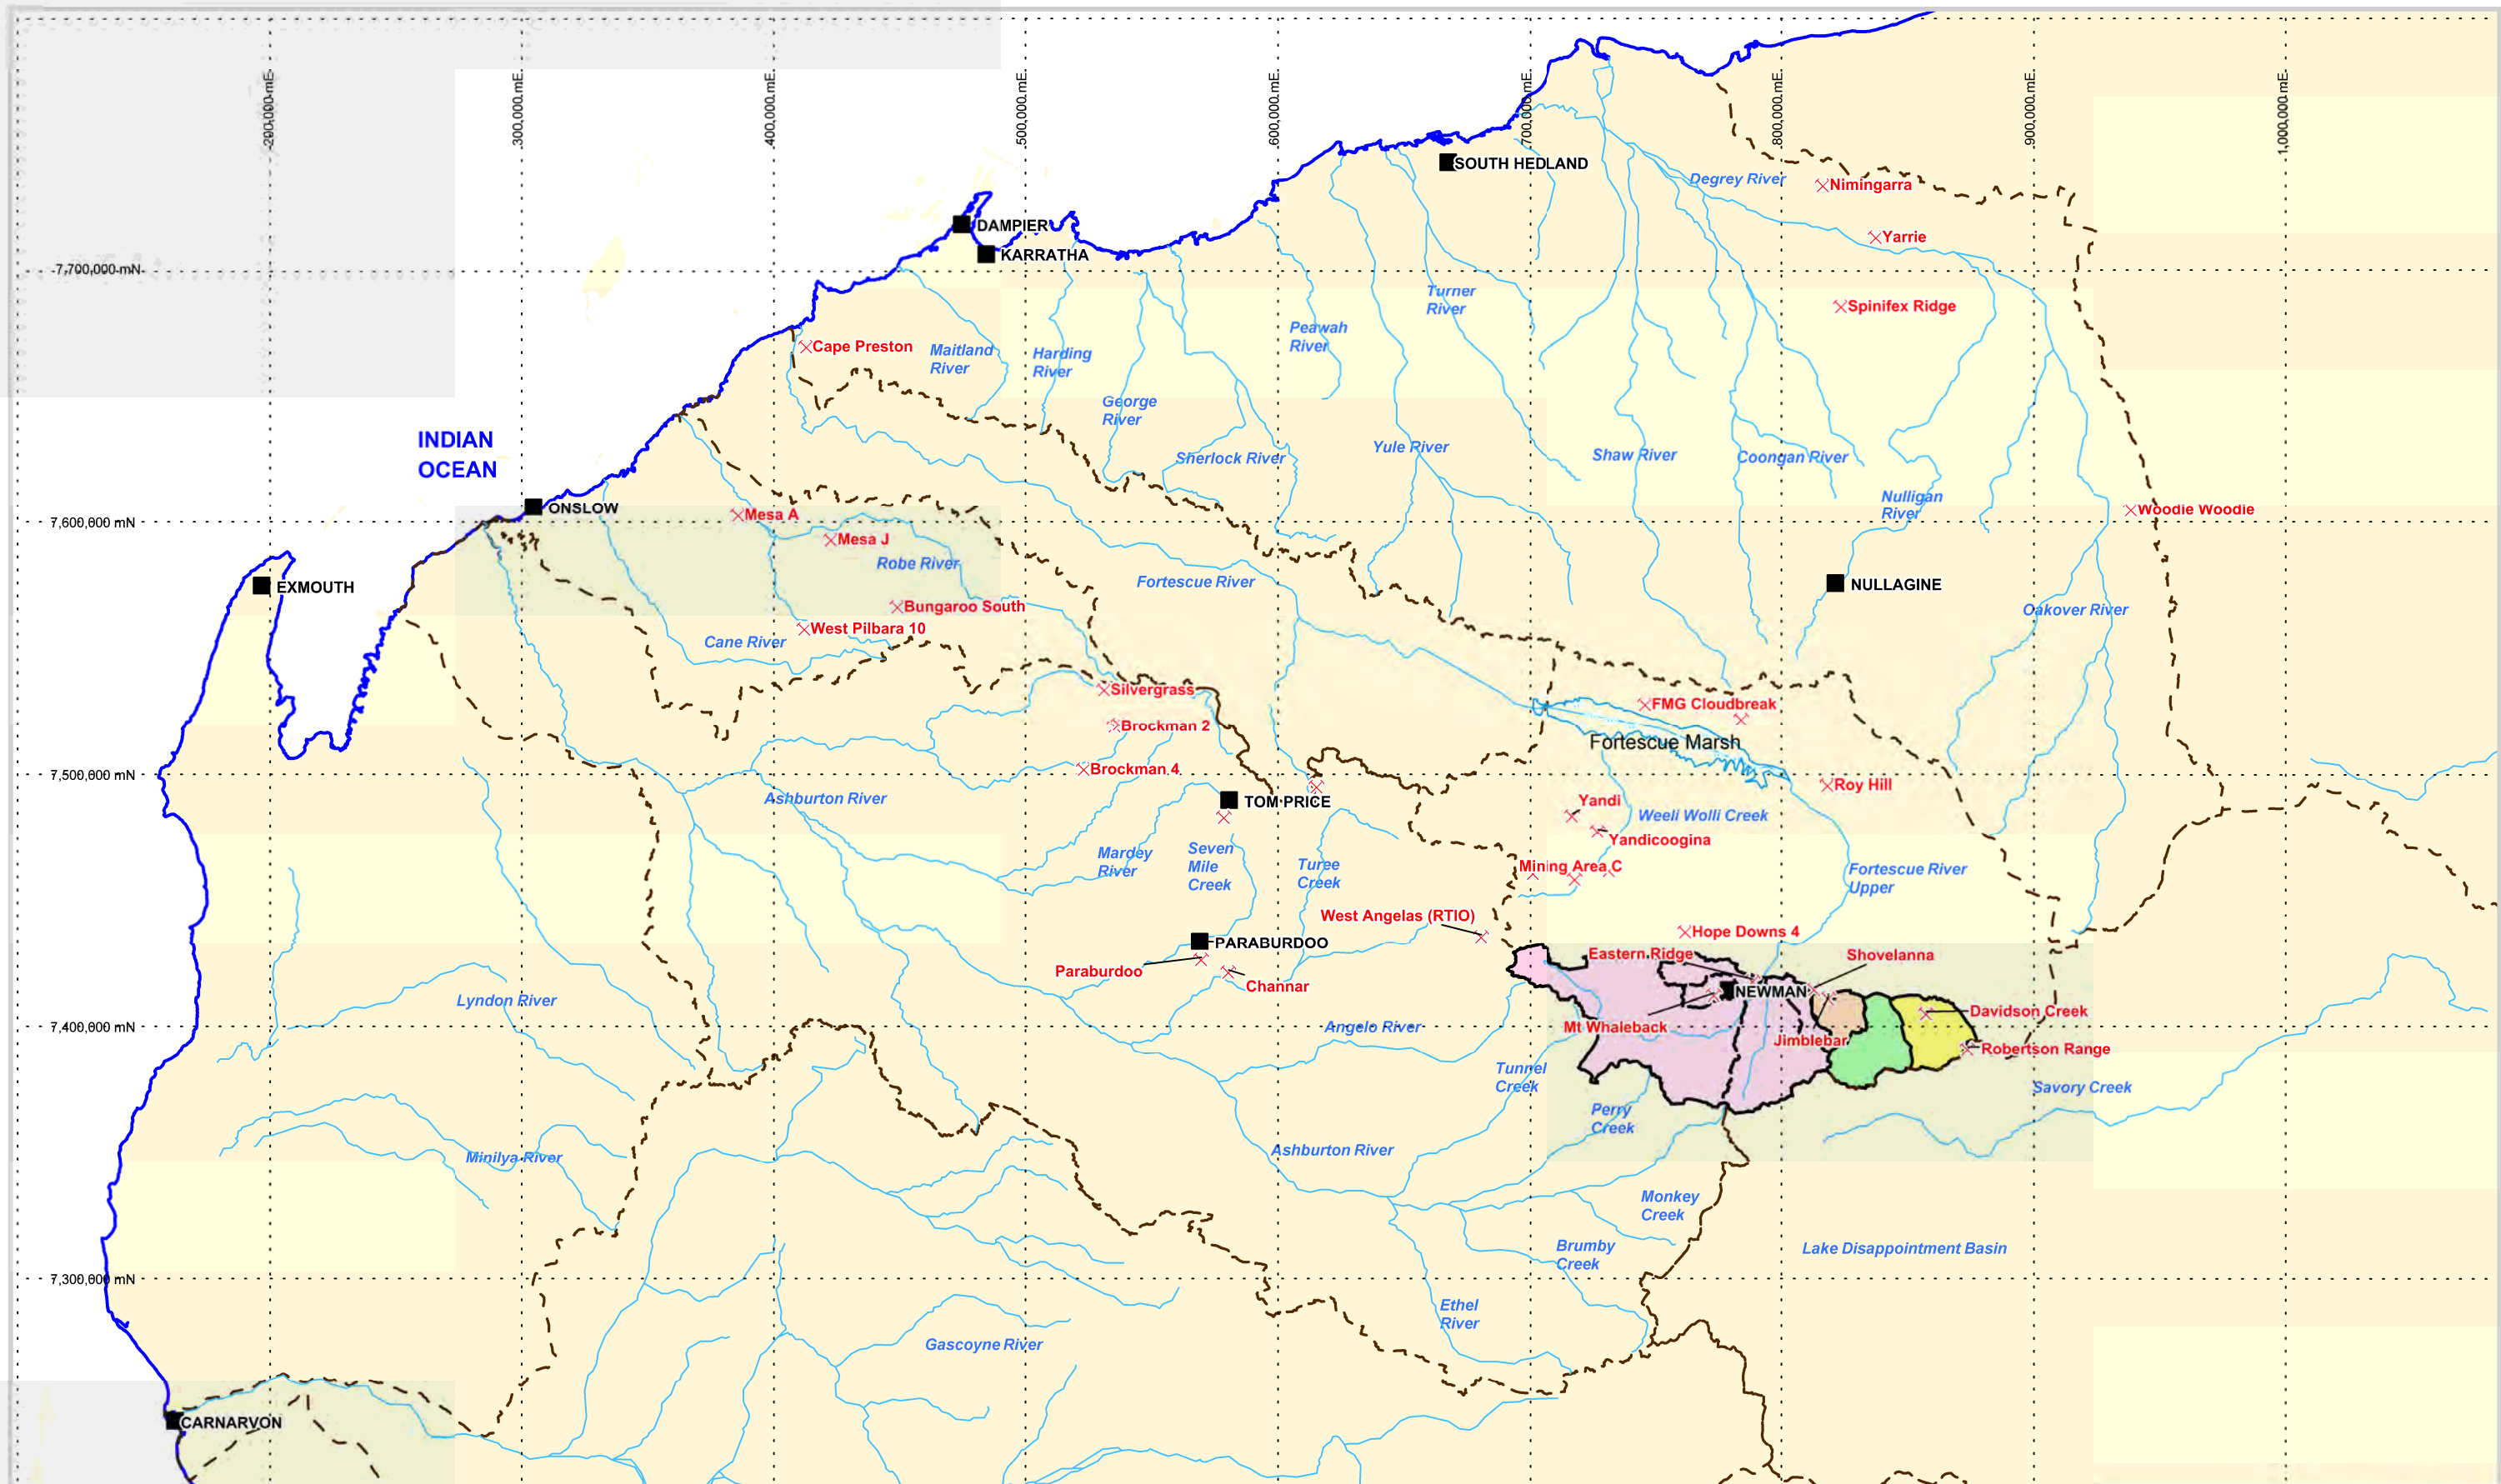 200,000 mE
300,000 mE
400,000 mE
500,000 mE
600,000 mE
700,000 mE
800,000 mE
900,000 mE
1,000,000 mE
SOUTH HEDLAND
Degrey River
Nimingarra
DAMPIER
Yarrie
KARRATHA
7,700,000 mN
Turner
River
Spinifex Ridge
Peawah
River
Cape Preston
Maitland
River
Harding
River
George
River
INDIAN
OCEAN
Sherlock River
Yule River
Shaw River
Coongan River
Nulligan
River
ONSLOW
Mesa A
Woodie Woodie
7,600,000 mN
Mesa J
Robe River
Fortescue River
EXMOUTH
NULLAGINE
Bungaroo South
Oakover River
West Pilbara 10
Cane River
Silvergrass
FMG Cloudbreak
Brockman 2
Fortescue Marsh
7,500,000 mN
Brockman 4
Roy Hill
Ashburton River
TOM PRICE
Yandi
Weeli Wolli Creek
Yandicoogina
Mardey
River
Seven
Mile
Creek
Turee
Creek
Mining Area C
Fortescue River
Upper
West Angelas (RTIO)
Hope Downs 4
PARABURDOO
Eastern Ridge
Shovelanna
Paraburdoo
Channar
NEWMAN
Lyndon River
Davidson Creek
7,400,000 mN
Angelo River
Mt Whaleback
Jimblebar
Robertson Range
Tunnel
Creek
Savory Creek
Perry
Creek
Minilya River
Ashburton River
Monkey
Creek
Brumby
Creek
Lake Disappointment Basin
7,300,000 mN
Ethel
River
Gascoyne River
CARNARVON